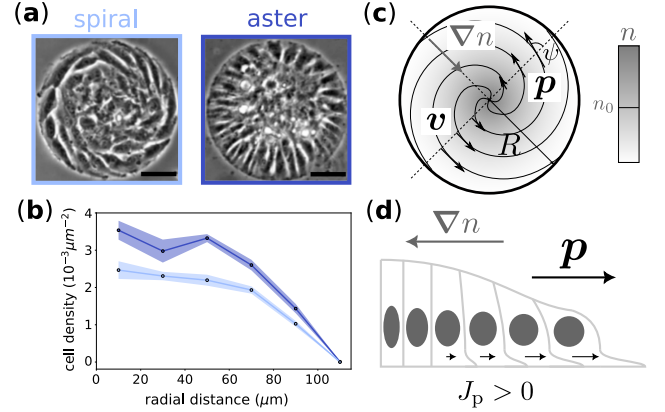 (a)
spiral
aster
(b)
4
3
2
1
0
cell density (10⁻³μm⁻²)
0 20 40 60 80 100
radial distance (μm)
(c)
∇n
ψ
p
v
R
n
n₀
(d)
∇n
p
Jₚ > 0